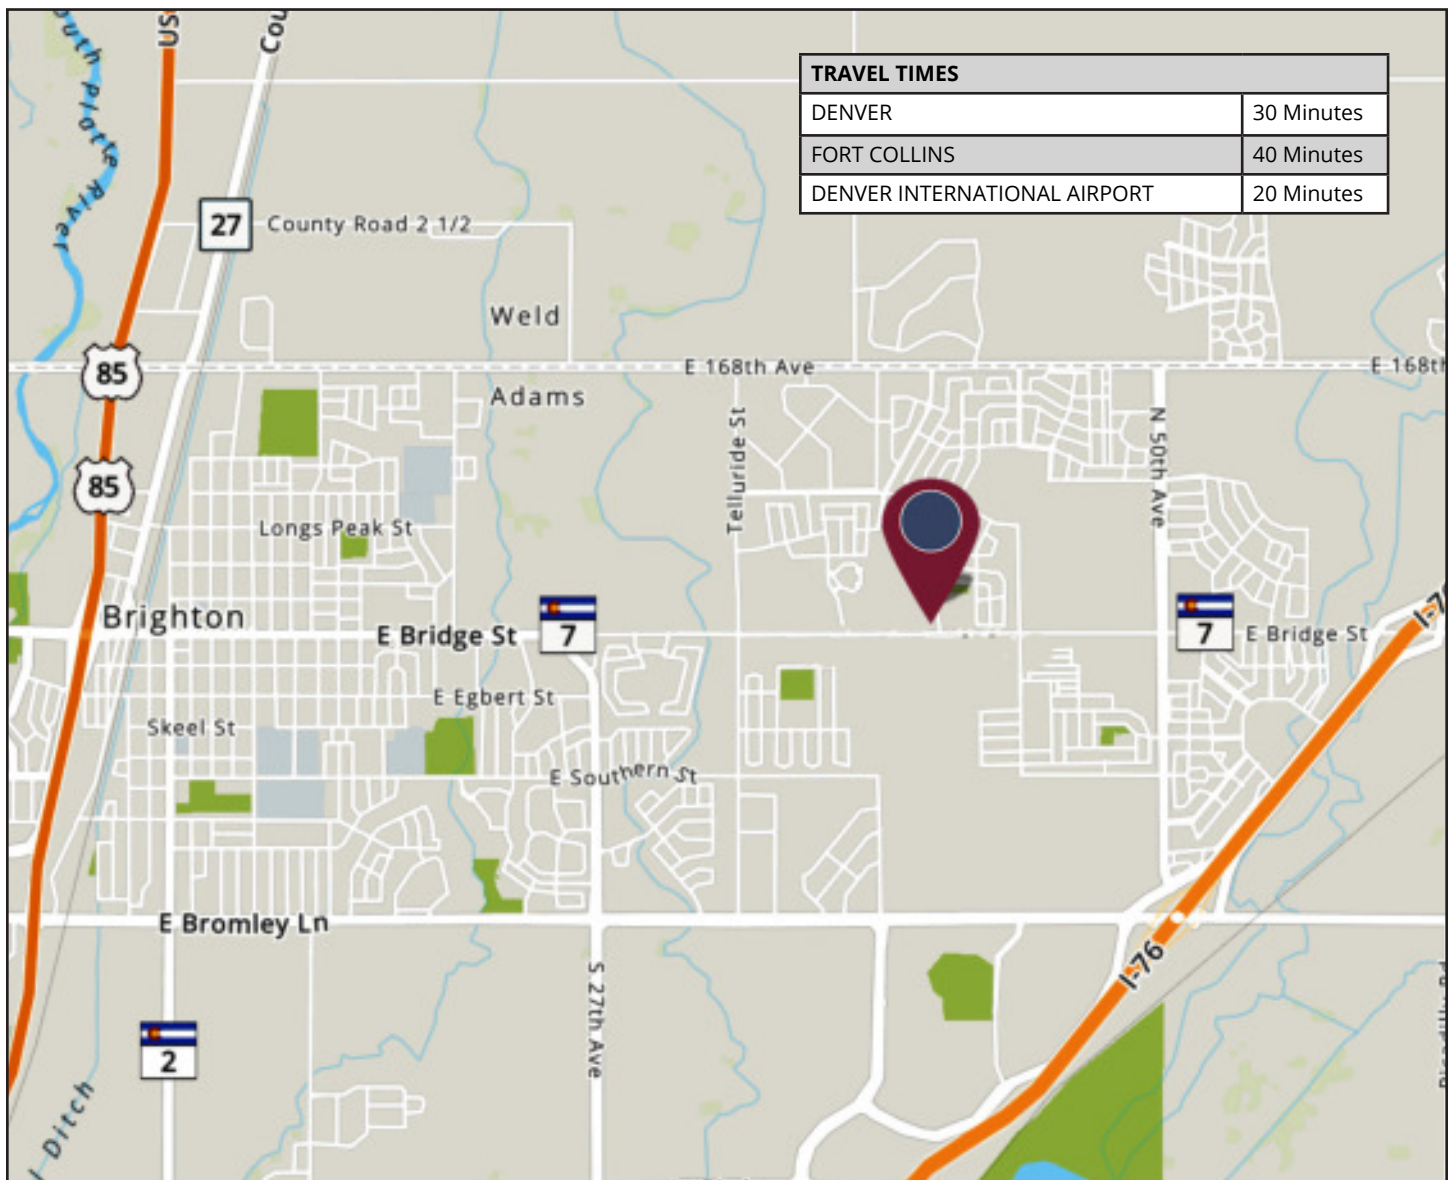 US
Cou
South Platte River
TRAVEL TIMES
DENVER 30 Minutes
FORT COLLINS 40 Minutes
DENVER INTERNATIONAL AIRPORT 20 Minutes
27
County Road 2 1/2
Weld
85
E 168th Ave
E 168th
Adams
85
Telluride St
N 50th Ave
Longs Peak St
Brighton
E Bridge St
7
7
E Bridge St
I-76
E Egbert St
Skeel St
E Southern St
E Bromley Ln
I-76
S 27th Ave
2
Ditch